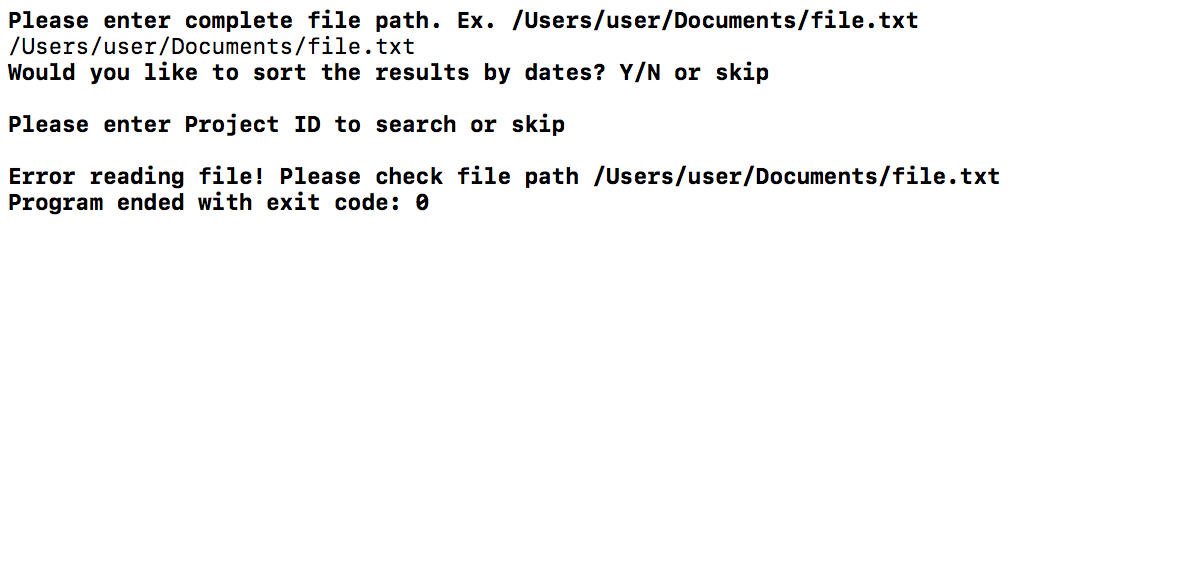 Please enter complete file path. Ex. /Users/user/Documents/file.txt
/Users/user/Documents/file.txt
Would you like to sort the results by dates? Y/N or skip
Please enter Project ID to search or skip
Error reading file! Please check file path /Users/user/Documents/file.txt
Program ended with exit code: 0